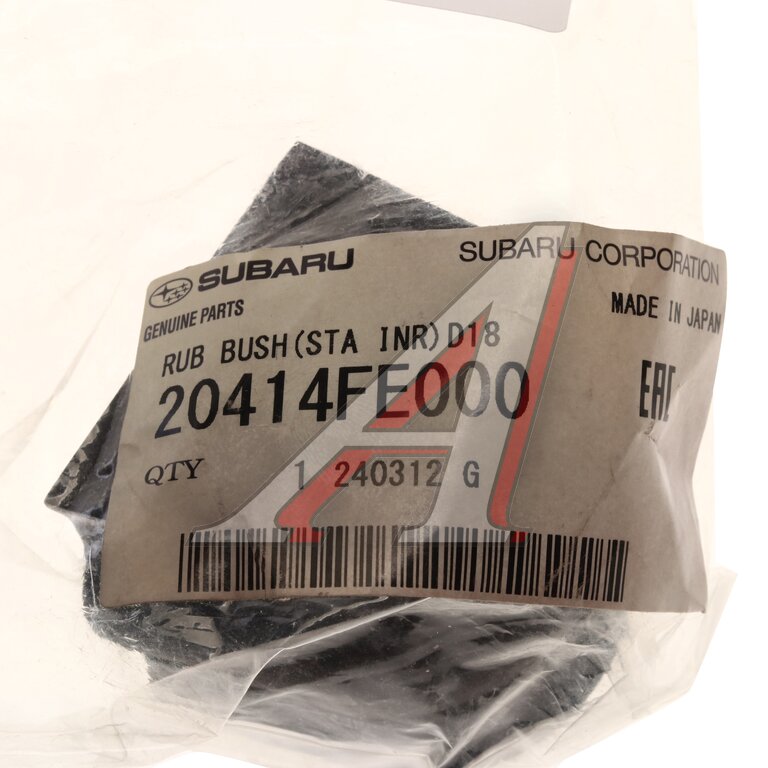 SUBARU
SUBARU CORPORATION
GENUINE PARTS
MADE IN JAPAN
RUB BUSH(STA INR)D18
20414FE000
EAC
QTY 1 240312 G